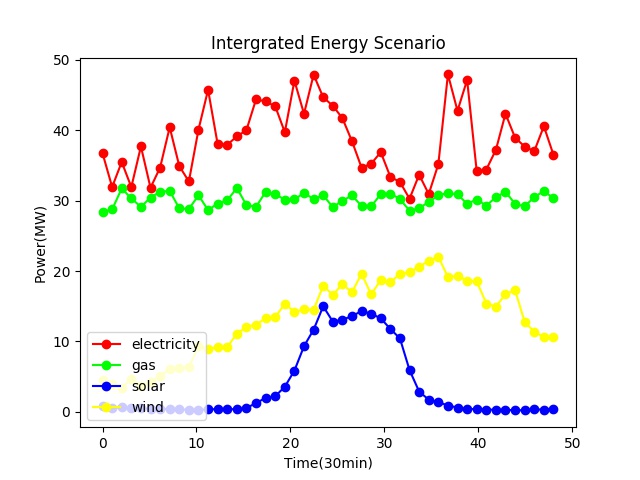 Intergrated Energy Scenario
50
40
30
20
10
0
Power(MW)
electricity
gas
solar
wind
0 10 20 30 40 50
Time(30min)